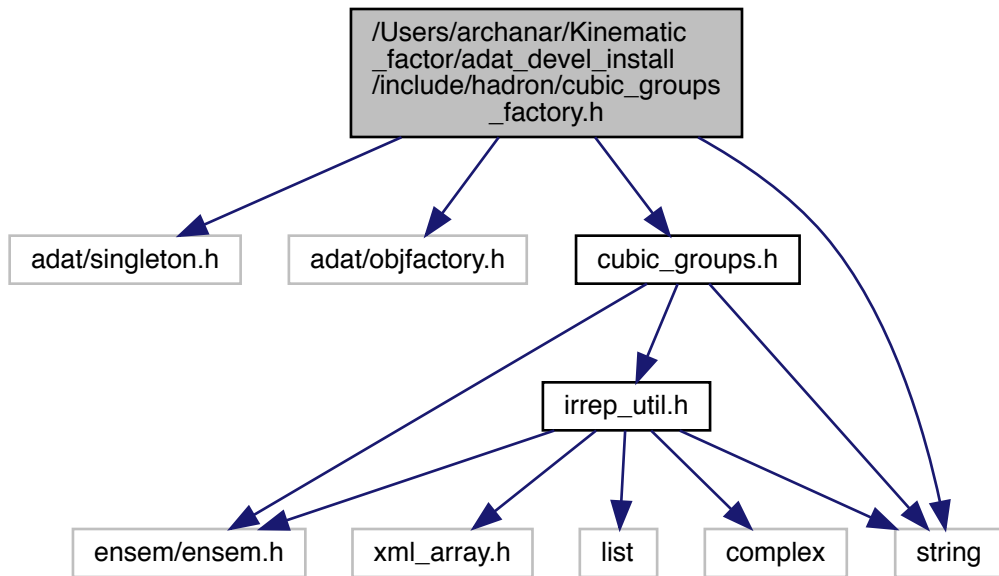 /Users/archanar/Kinematic
_factor/adat_devel_install
/include/hadron/cubic_groups
_factory.h
adat/singleton.h
adat/objfactory.h
cubic_groups.h
irrep_util.h
ensem/ensem.h
xml_array.h
list
complex
string